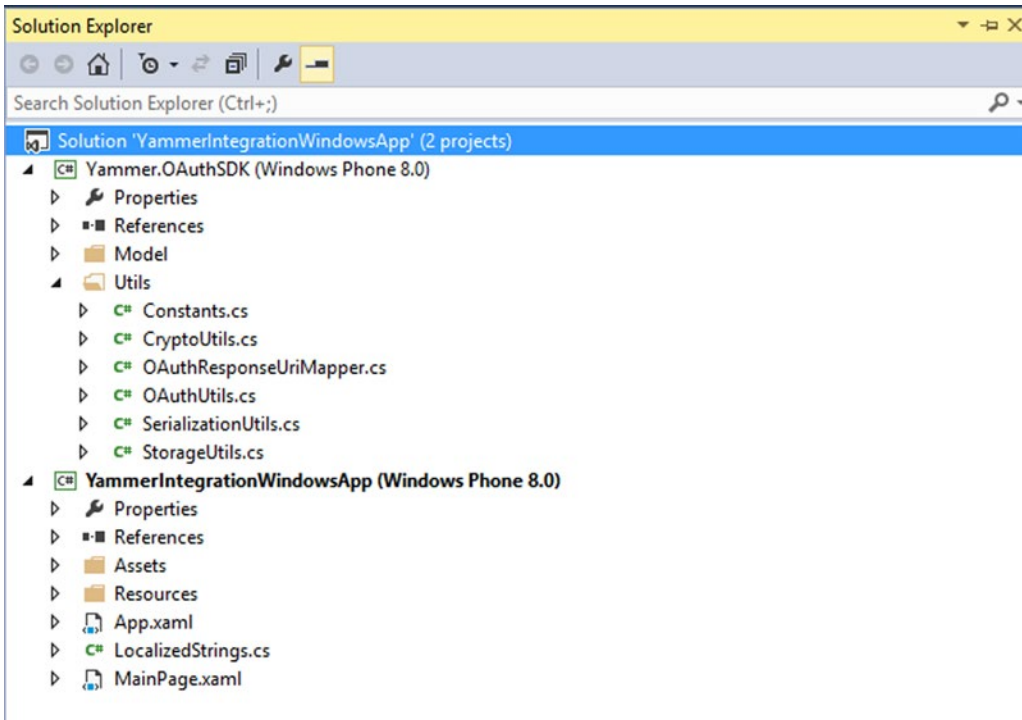 Solution Explorer
Search Solution Explorer (Ctrl+;)
Solution 'YammerIntegrationWindowsApp' (2 projects)
C# Yammer.OAuthSDK (Windows Phone 8.0)
Properties
References
Model
Utils
C# Constants.cs
C# CryptoUtils.cs
C# OAuthResponseUriMapper.cs
C# OAuthUtils.cs
C# SerializationUtils.cs
C# StorageUtils.cs
C# YammerIntegrationWindowsApp (Windows Phone 8.0)
Properties
References
Assets
Resources
App.xaml
C# LocalizedStrings.cs
MainPage.xaml